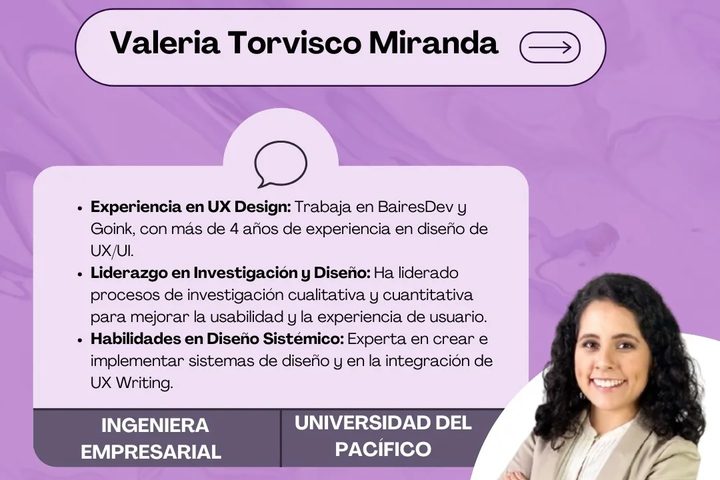 Valeria Torvisco Miranda
Experiencia en UX Design: Trabaja en BairesDev y
Goink, con más de 4 años de experiencia en diseño de
UX/UI.
Liderazgo en Investigación y Diseño: Ha liderado
procesos de investigación cualitativa y cuantitativa
para mejorar la usabilidad y la experiencia de usuario.
Habilidades en Diseño Sistémico: Experta en crear e
implementar sistemas de diseño y en la integración de
UX Writing.
INGENIERA
EMPRESARIAL
UNIVERSIDAD DEL
PACÍFICO